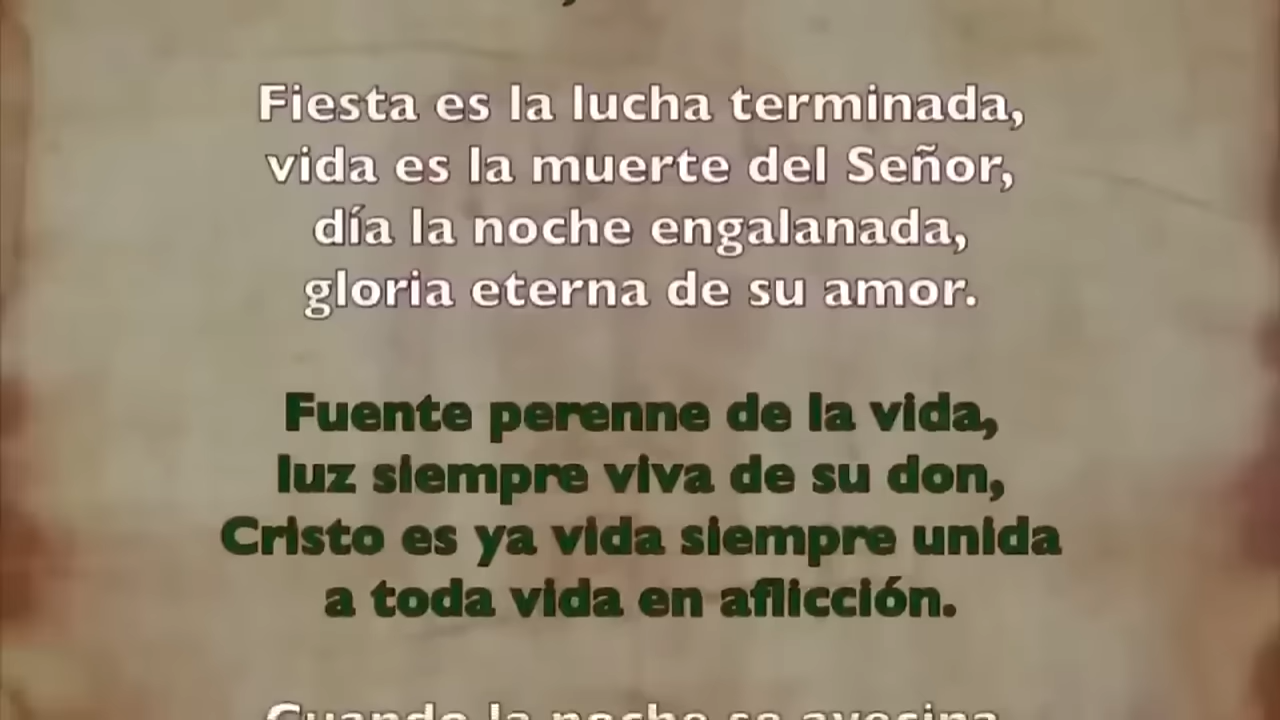 Fiesta es la lucha terminada,
vida es la muerte del Señor,
día la noche engalanada,
gloria eterna de su amor.
Fuente perenne de la vida,
luz siempre viva de su don,
Cristo es ya vida siempre unida
a toda vida en aflicción.
Cuando la noche se avecina,